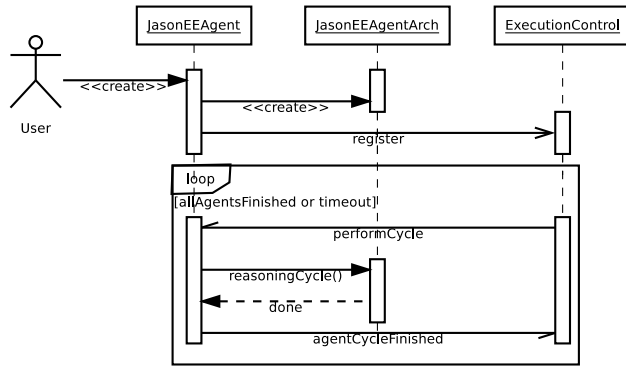 JasonEEAgent
JasonEEAgentArch
ExecutionControl
<<create>>
User
<<create>>
register
loop
[allAgentsFinished or timeout]
performCycle
reasoningCycle()
done
agentCycleFinished